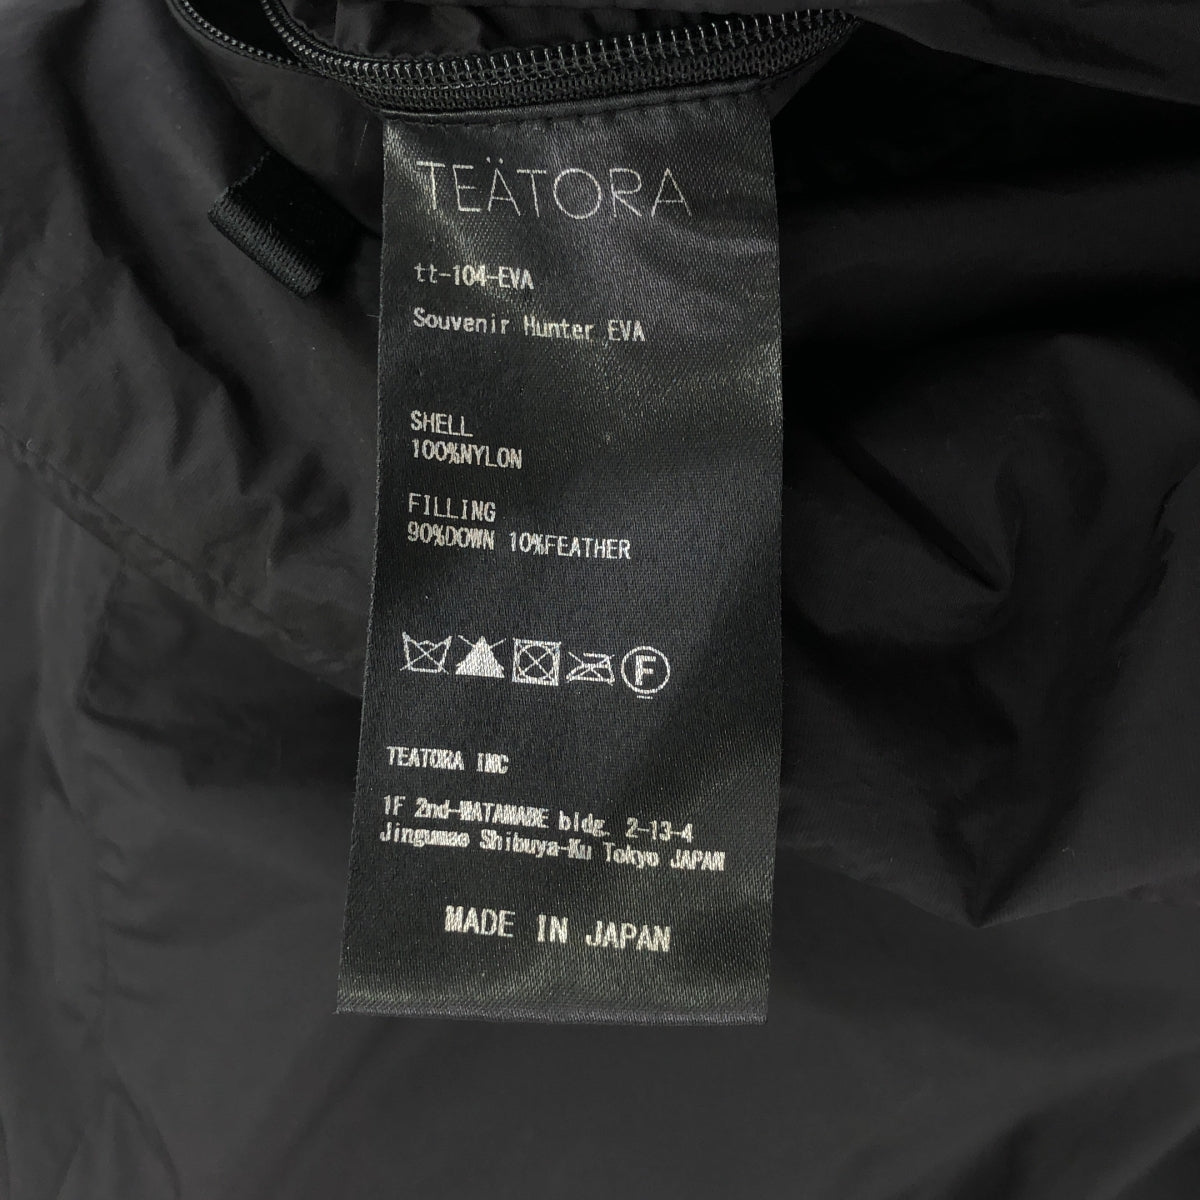 TEÄTORA
tt-104-EVA
Souvenir Hunter EVA
SHELL
100%NYLON
FILLING
90%DOWN 10%FEATHER
F
TEATORA INC
1F 2nd-WATANABE bldg. 2-13-4
Jingumae Shibuya-Ku Tokyo JAPAN
MADE IN JAPAN